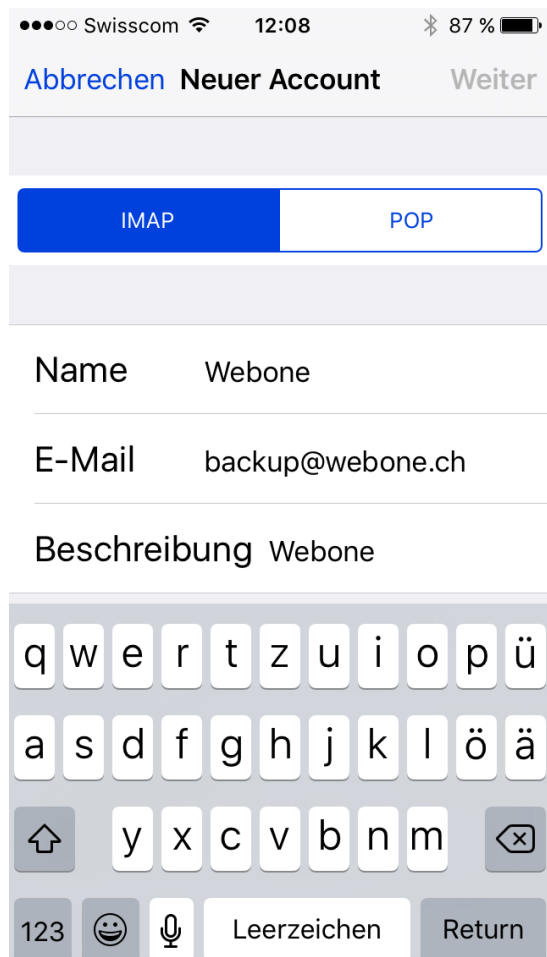 Swisscom 12:08 87 %
Abbrechen Neuer Account Weiter
IMAP POP
Name Webone
E-Mail backup@webone.ch
Beschreibung Webone
q w e r t z u i o p ü
a s d f g h j k l ö ä
y x c v b n m
123 Leerzeichen Return